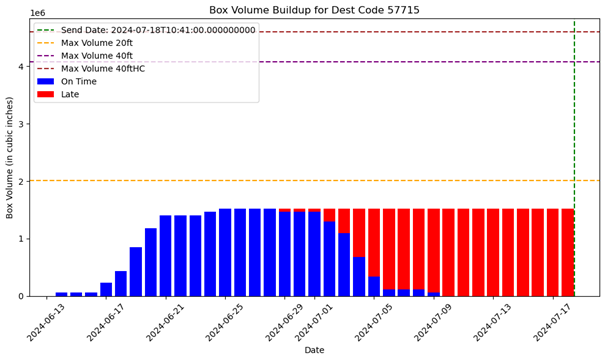 Box Volume Buildup for Dest Code 57715
1e6
Send Date: 2024-07-18T10:41:00.000000000
Max Volume 20ft
Max Volume 40ft
Max Volume 40ftHC
On Time
Late
Box Volume (in cubic inches)
4
3
2
1
0
2024-06-13
2024-06-17
2024-06-21
2024-06-25
2024-06-29
2024-07-01
2024-07-05
2024-07-09
2024-07-13
2024-07-17
Date